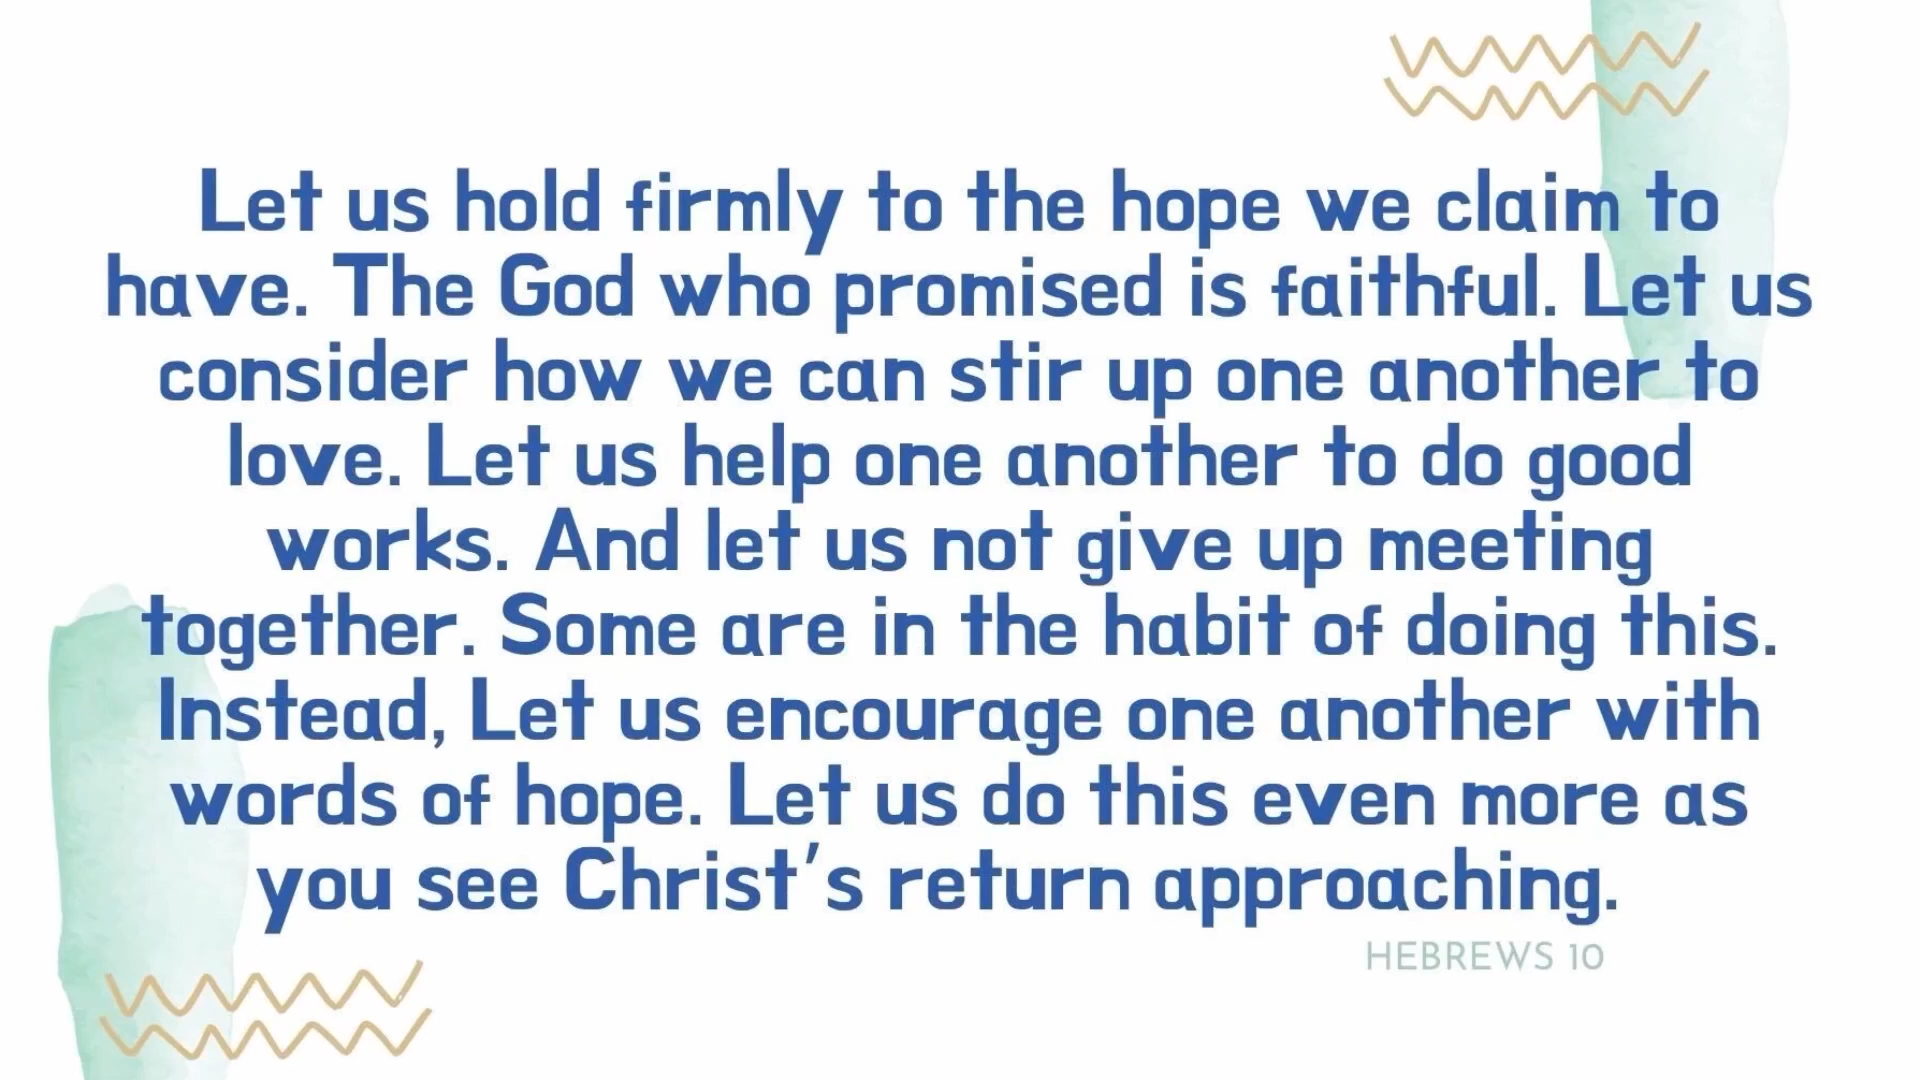 Let us hold firmly to the hope we claim to
have. The God who promised is faithful. Let us
consider how we can stir up one another to
love. Let us help one another to do good
works. And let us not give up meeting
together. Some are in the habit of doing this.
Instead, Let us encourage one another with
words of hope. Let us do this even more as
you see Christ's return approaching.
HEBREWS 10